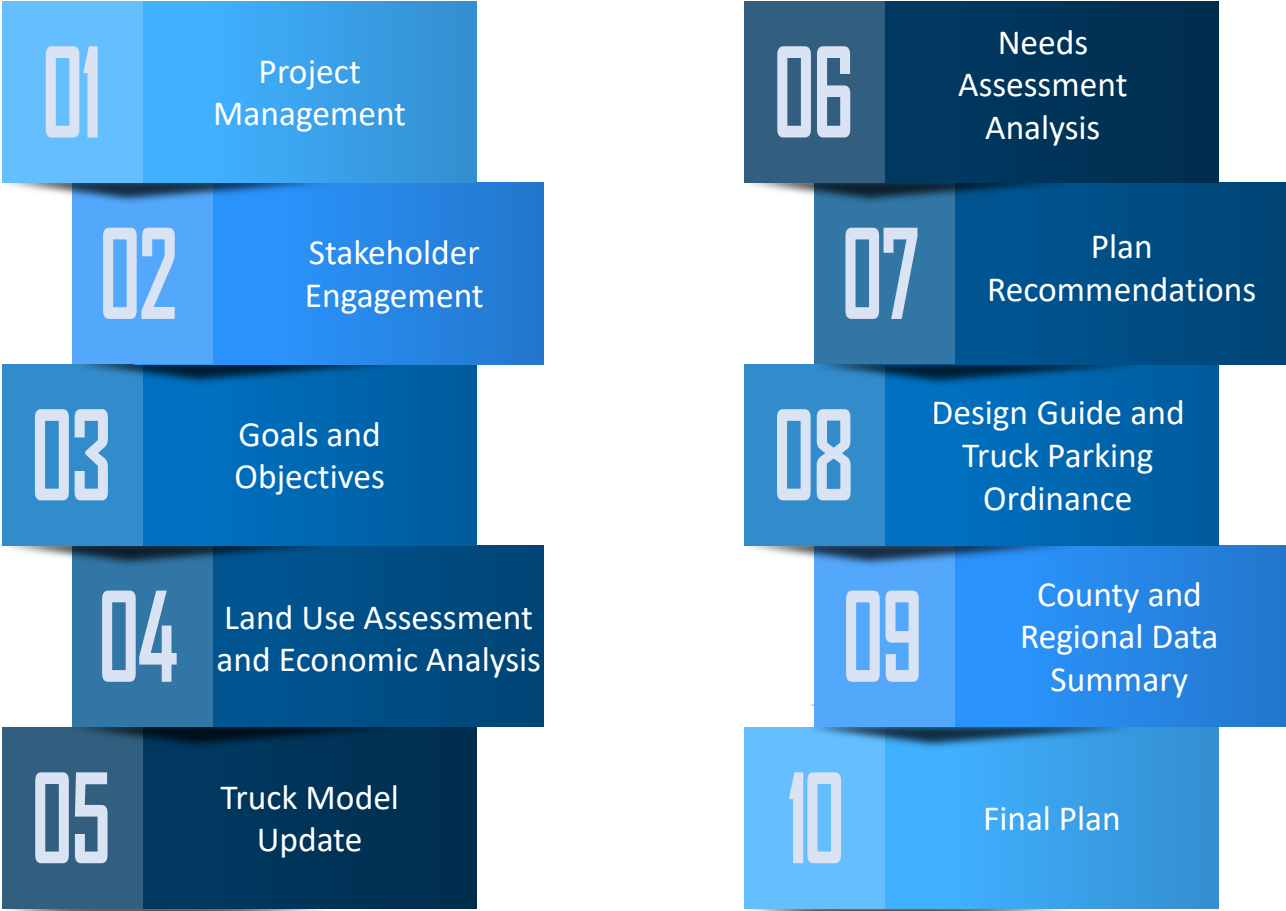 01
Project
Management
02
Stakeholder
Engagement
03
Goals and
Objectives
04
Land Use Assessment
and Economic Analysis
05
Truck Model
Update
06
Needs
Assessment
Analysis
07
Plan
Recommendations
08
Design Guide and
Truck Parking
Ordinance
09
County and
Regional Data
Summary
10
Final Plan